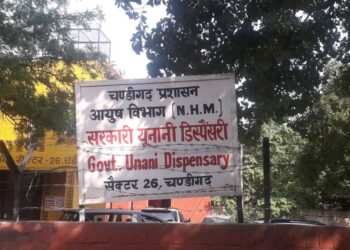 चण्डीगढ़ प्रशासन
आयुष विभाग (N.H.M.)
सरकारी यूनानी डिस्पैंसरी
Govt. Unani Dispensary
सैक्टर 26, चण्डीगढ़